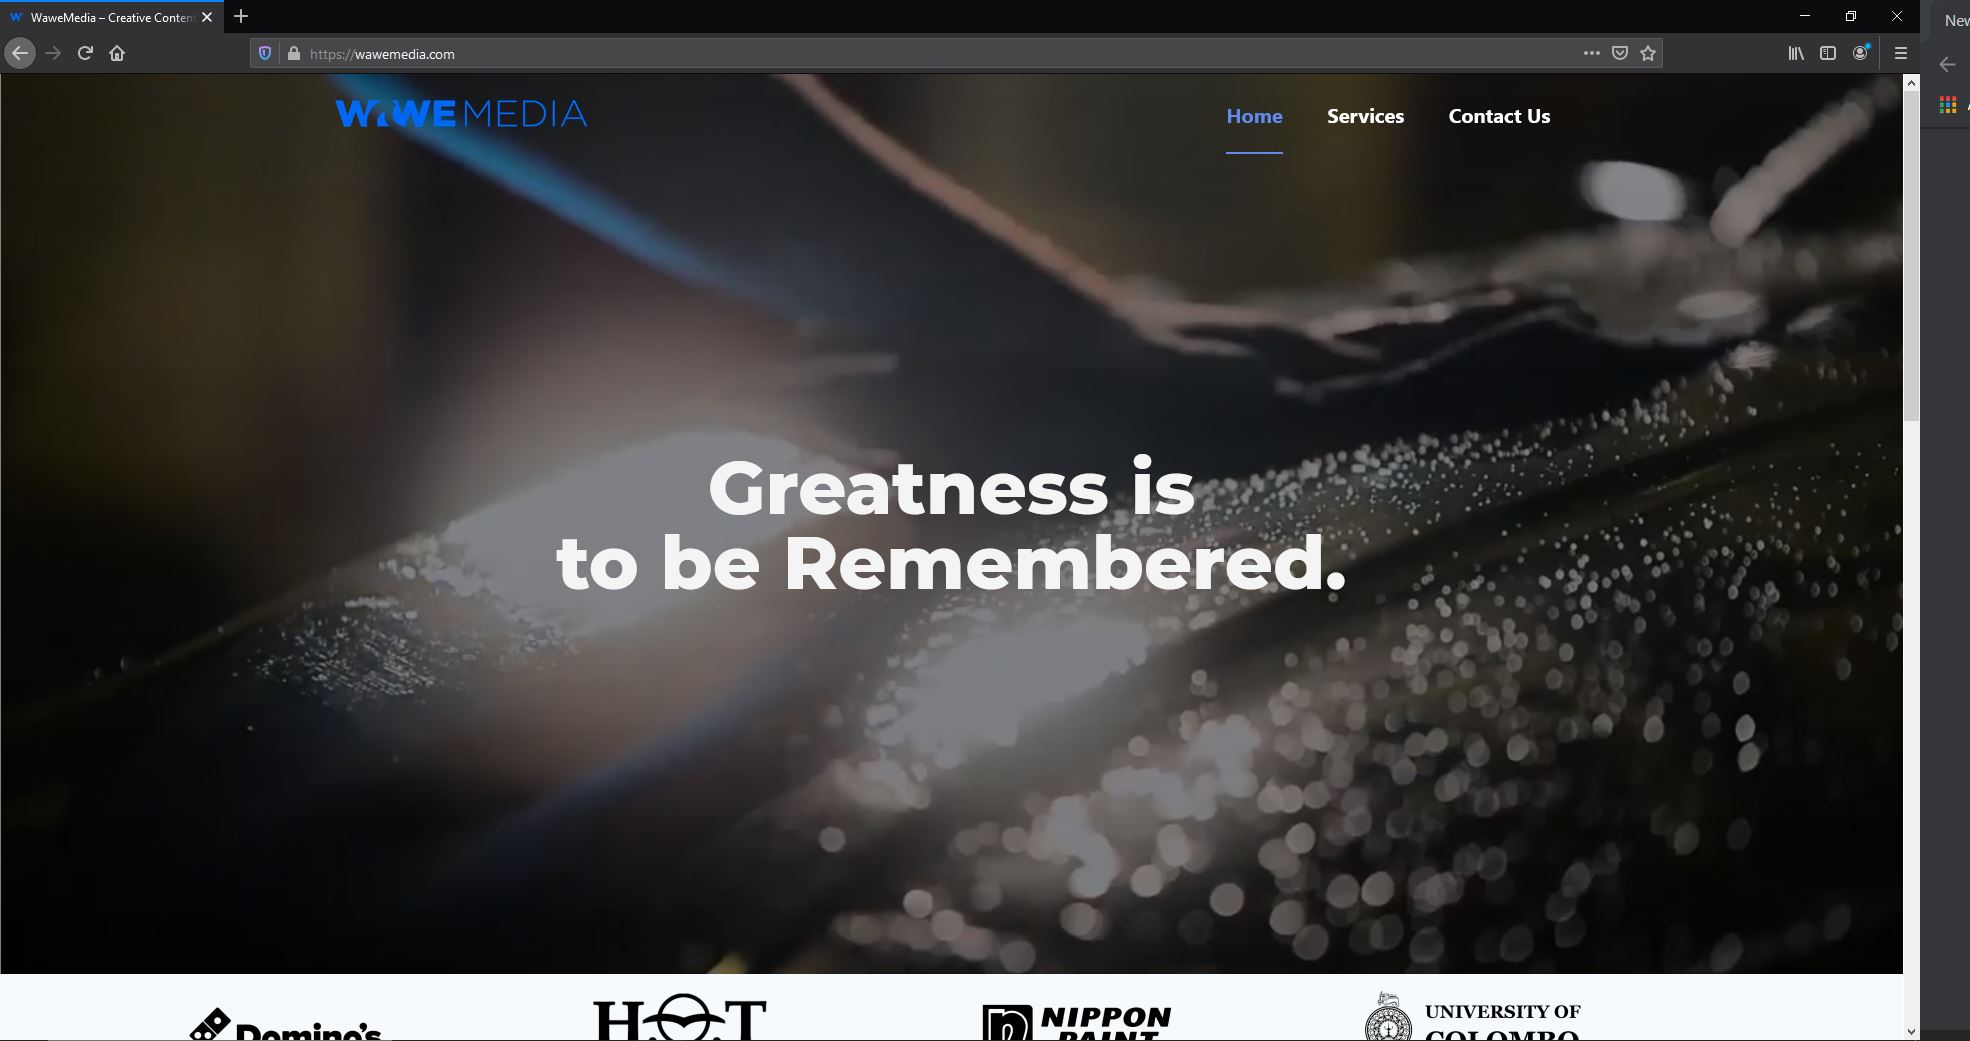 WaweMedia – Creative Conten
New
https://wawemedia.com
WAWE MEDIA
Home
Services
Contact Us
Greatness is
to be Remembered.
Domino's
H.O.T
NIPPON
PAINT
UNIVERSITY OF
COLOMBO